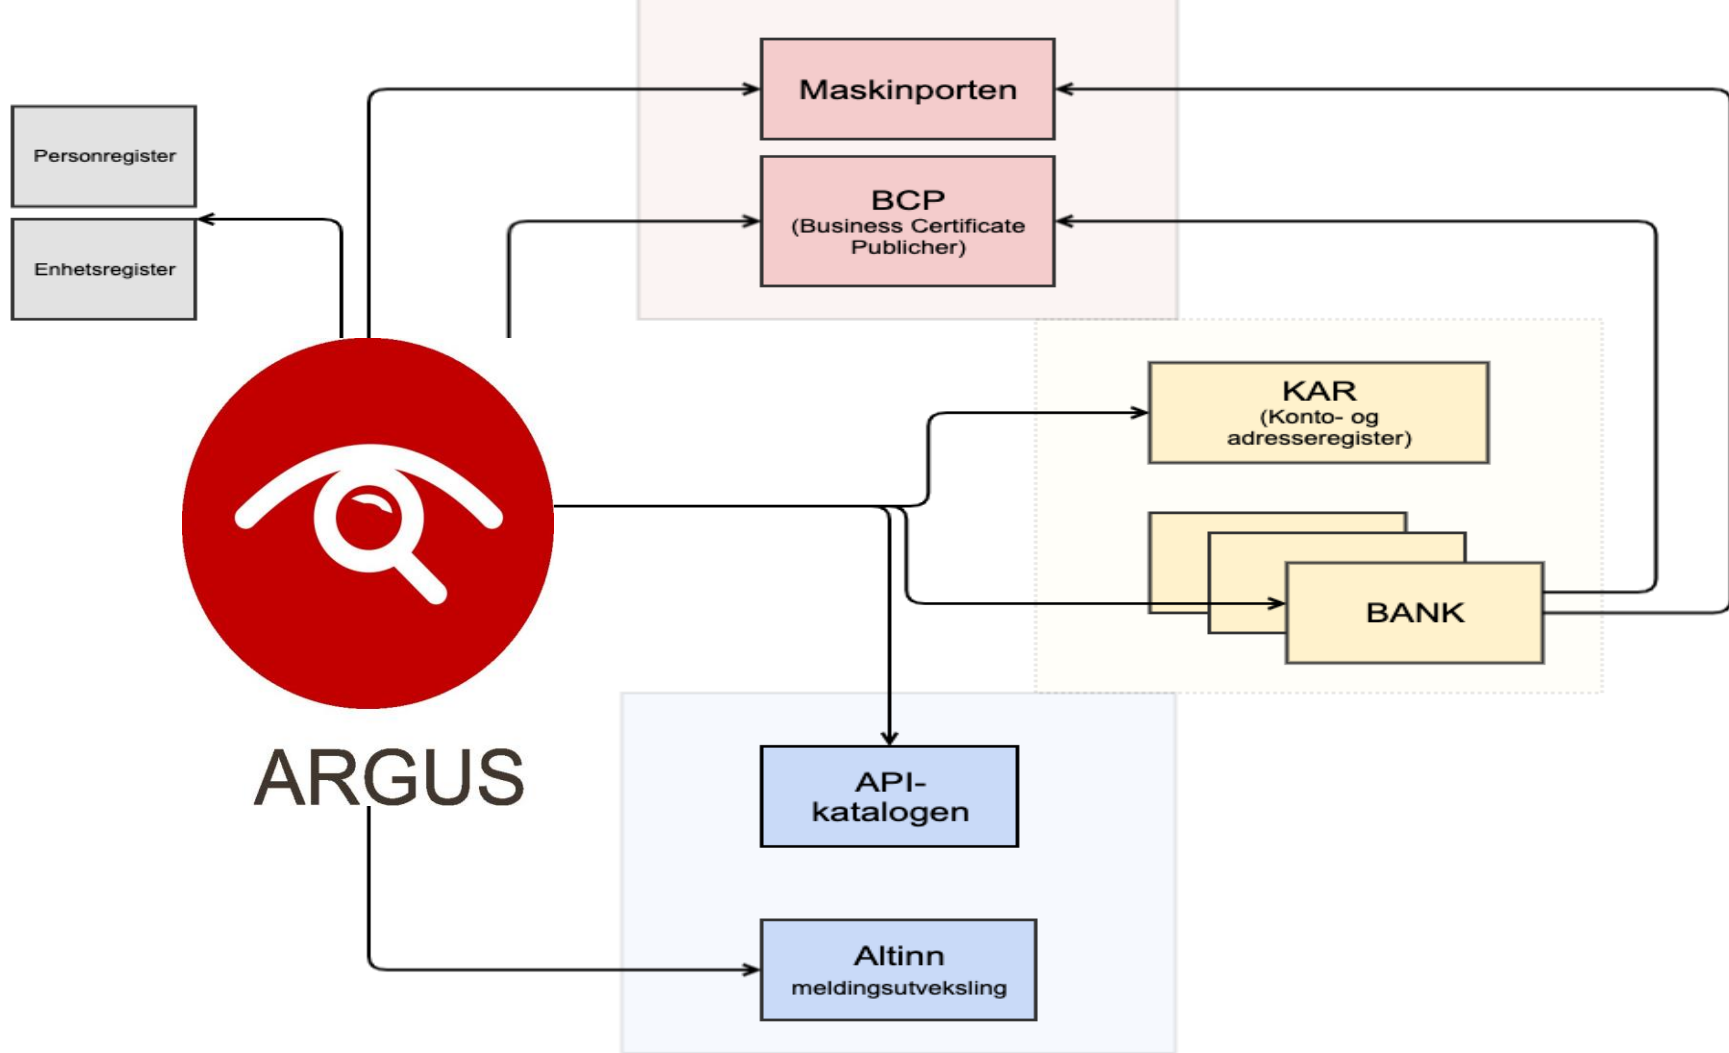 Maskinporten
Personregister
BCP
(Business Certificate
Publicher)
Enhetsregister
KAR
(Konto- og
adresseregister)
BANK
ARGUS
API-
katalogen
Altinn
meldingsutveksling